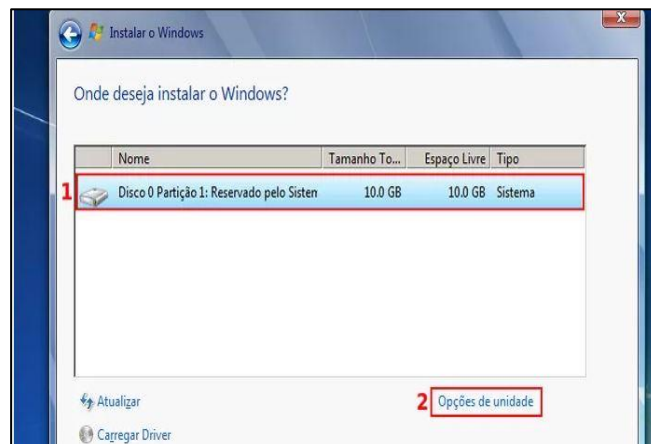 X
Instalar o Windows
Onde deseja instalar o Windows?
Nome Tamanho To... Espaço Livre Tipo
1 Disco 0 Partição 1: Reservado pelo Sisten 10.0 GB 10.0 GB Sistema
Atualizar 2 Opções de unidade
Carregar Driver